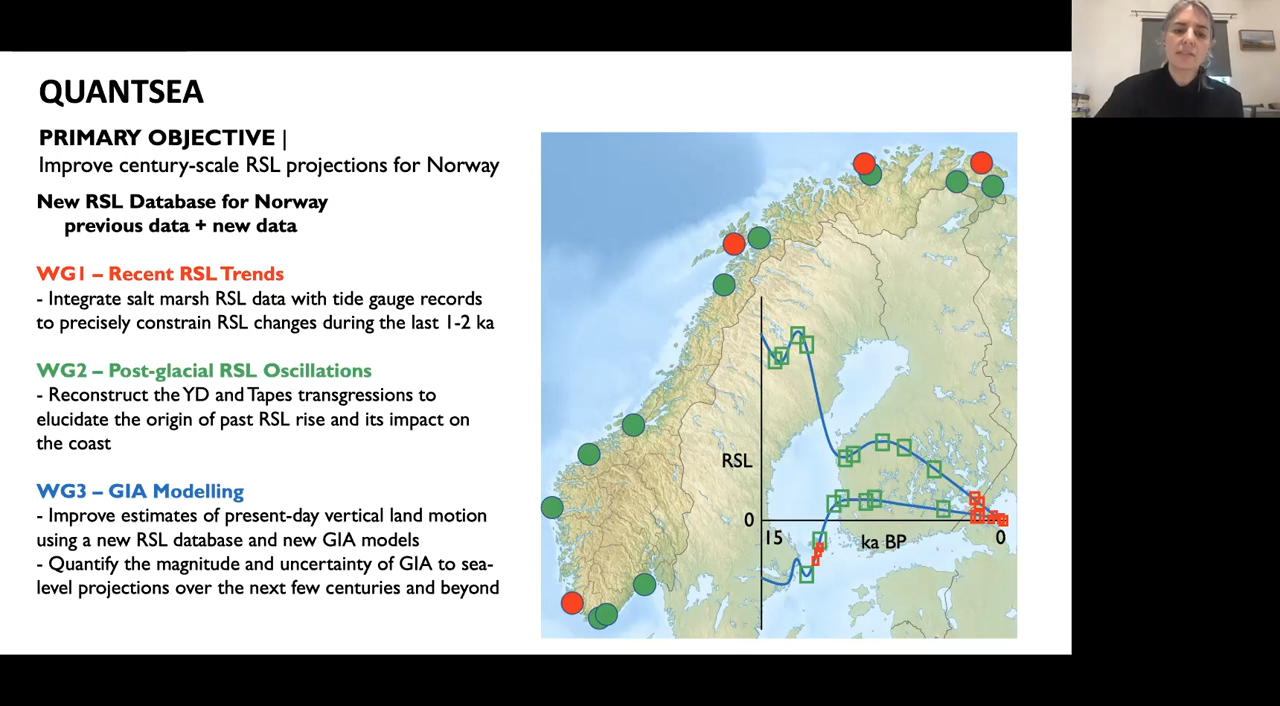 QUANTSEA
PRIMARY OBJECTIVE |
Improve century-scale RSL projections for Norway
New RSL Database for Norway
previous data + new data
WG1 – Recent RSL Trends
- Integrate salt marsh RSL data with tide gauge records
to precisely constrain RSL changes during the last 1-2 ka
WG2 – Post-glacial RSL Oscillations
- Reconstruct the YD and Tapes transgressions to
elucidate the origin of past RSL rise and its impact on
the coast
WG3 – GIA Modelling
- Improve estimates of present-day vertical land motion
using a new RSL database and new GIA models
- Quantify the magnitude and uncertainty of GIA to sea-
level projections over the next few centuries and beyond
RSL
0
15
ka BP
0